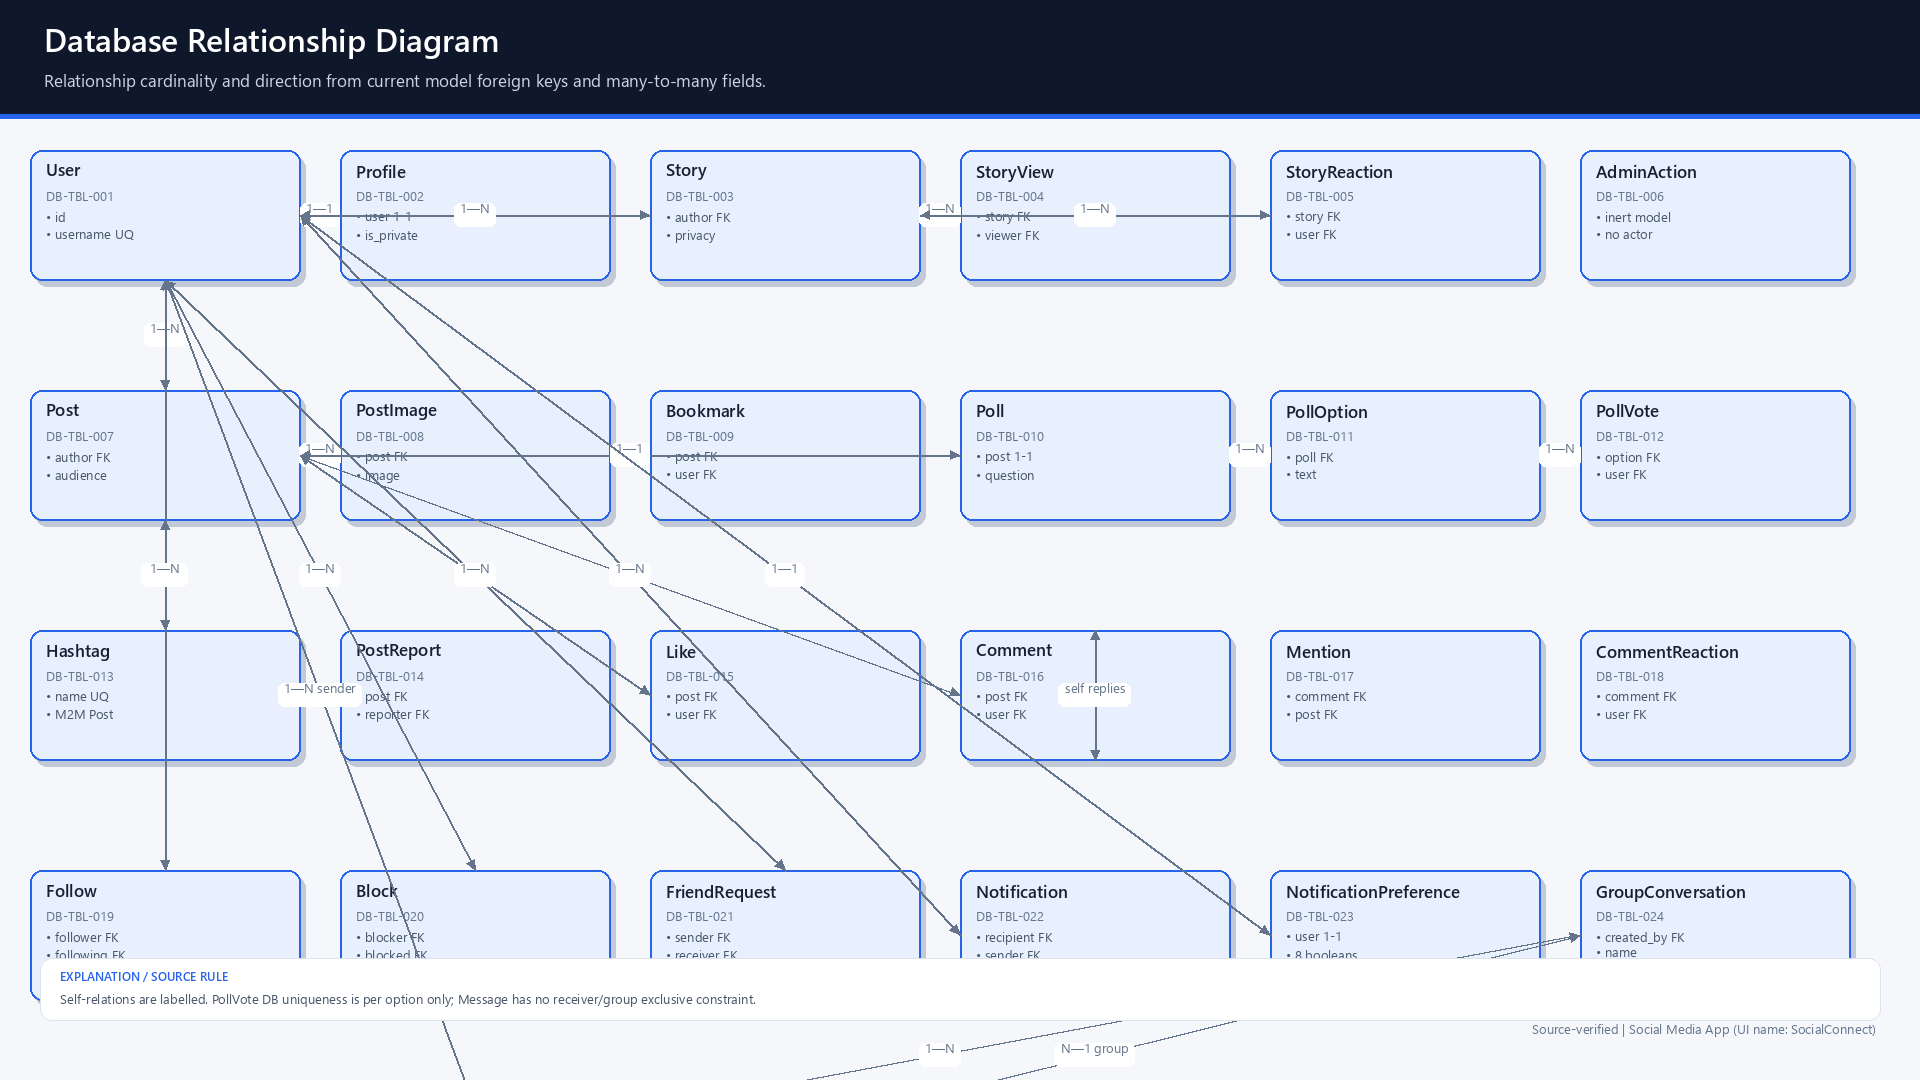 Database Relationship Diagram
Relationship cardinality and direction from current model foreign keys and many-to-many fields.
User
DB-TBL-001
• id
• username UQ
1—1
Profile
DB-TBL-002
• user 1-1
• is_private
1—N
Story
DB-TBL-003
• author FK
• privacy
1—N
StoryView
DB-TBL-004
• story FK
• viewer FK
1—N
StoryReaction
DB-TBL-005
• story FK
• user FK
AdminAction
DB-TBL-006
• inert model
• no actor
1—N
Post
DB-TBL-007
• author FK
• audience
1—N
PostImage
DB-TBL-008
• post FK
• image
1—1
Bookmark
DB-TBL-009
• post FK
• user FK
Poll
DB-TBL-010
• post 1-1
• question
1—N
PollOption
DB-TBL-011
• poll FK
• text
1—N
PollVote
DB-TBL-012
• option FK
• user FK
1—N
1—N
1—N
1—N
1—1
Hashtag
DB-TBL-013
• name UQ
• M2M Post
1—N sender
PostReport
DB-TBL-014
• post FK
• reporter FK
Like
DB-TBL-015
• post FK
• user FK
Comment
DB-TBL-016
• post FK
• user FK
self replies
Mention
DB-TBL-017
• comment FK
• post FK
CommentReaction
DB-TBL-018
• comment FK
• user FK
Follow
DB-TBL-019
• follower FK
• following FK
Block
DB-TBL-020
• blocker FK
• blocked FK
FriendRequest
DB-TBL-021
• sender FK
• receiver FK
Notification
DB-TBL-022
• recipient FK
• sender FK
NotificationPreference
DB-TBL-023
• user 1-1
• 8 booleans
GroupConversation
DB-TBL-024
• created_by FK
• name
EXPLANATION / SOURCE RULE
Self-relations are labelled. PollVote DB uniqueness is per option only; Message has no receiver/group exclusive constraint.
Source-verified | Social Media App (UI name: SocialConnect)
1—N
N—1 group